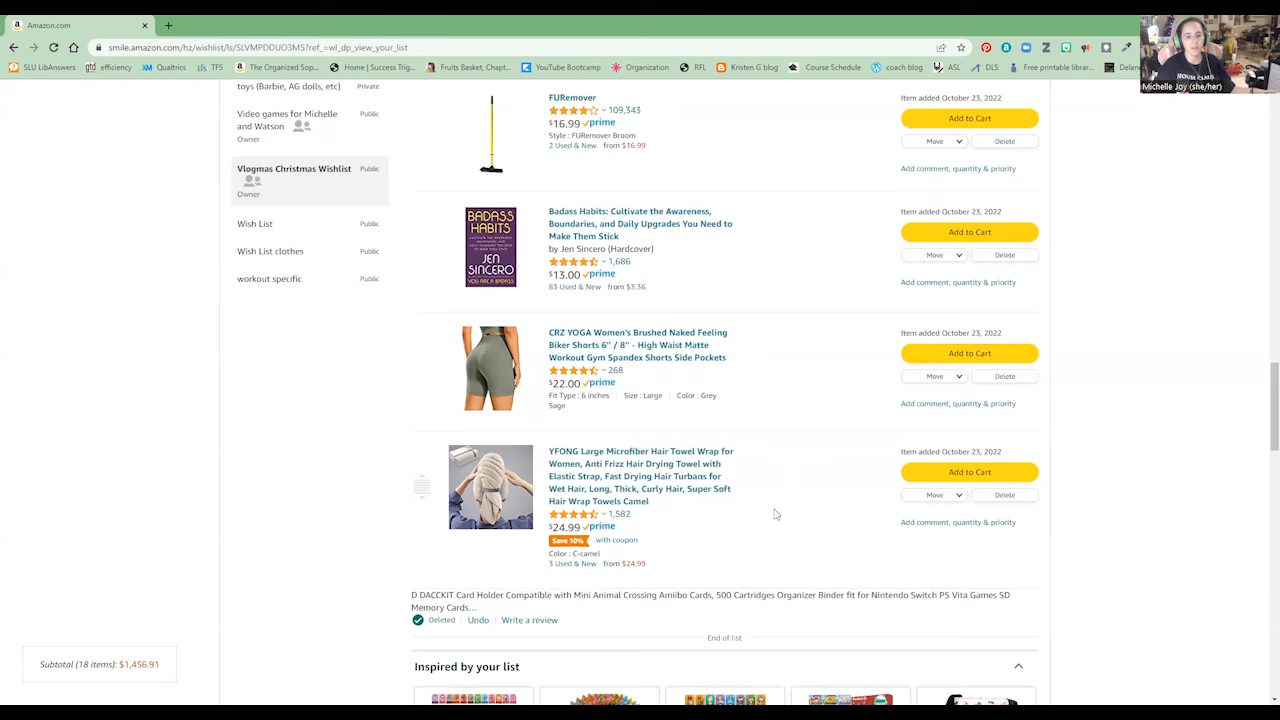 Amazon.com
smile.amazon.com/hz/wishlist/ls/SLVMPDDUO3M5?ref_=wl_dp_view_your_list
SLU LibAnswers
gtd efficiency
Qualtrics
TFS
The Organized Sop...
Home | Success Trig...
Fruits Basket, Chapt...
YouTube Bootcamp
Organization
RFL
Kristen G blog
Course Schedule
coach blog
ASL
DLS
Free printable librar...
Michelle Joy (she/her)
HOUSE
toys (Barbie, AG dolls, etc)
Private
Video games for Michelle
and Watson
Public
Owner
Vlogmas Christmas Wishlist
Public
Owner
Wish List
Public
Wish List clothes
Public
workout specific
Public
FURemover
109,343
$16.99 prime
Style : FURemover Broom
2 Used & New from $16.99
Item added October 23, 2022
Add to Cart
Move
Delete
Add comment, quantity & priority
BADASS
HABITS
JEN
SINCERO
YOU ARE A BADASS
Badass Habits: Cultivate the Awareness,
Boundaries, and Daily Upgrades You Need to
Make Them Stick
by Jen Sincero (Hardcover)
1,686
$13.00 prime
83 Used & New from $3.36
Item added October 23, 2022
Add to Cart
Move
Delete
Add comment, quantity & priority
CRZ YOGA Women's Brushed Naked Feeling
Biker Shorts 6'' / 8'' - High Waist Matte
Workout Gym Spandex Shorts Side Pockets
268
$22.00 prime
Fit Type : 6 inches | Size : Large | Color : Grey
Sage
Item added October 23, 2022
Add to Cart
Move
Delete
Add comment, quantity & priority
YFONG Large Microfiber Hair Towel Wrap for
Women, Anti Frizz Hair Drying Towel with
Elastic Strap, Fast Drying Hair Turbans for
Wet Hair, Long, Thick, Curly Hair, Super Soft
Hair Wrap Towels Camel
1,582
$24.99 prime
Save 10% with coupon
Color : C-camel
3 Used & New from $24.99
Item added October 23, 2022
Add to Cart
Move
Delete
Add comment, quantity & priority
D DACCKIT Card Holder Compatible with Mini Animal Crossing Amiibo Cards, 500 Cartridges Organizer Binder fit for Nintendo Switch PS Vita Games SD
Memory Cards...
Deleted | Undo | Write a review
End of list
Subtotal (18 items): $1,456.91
Inspired by your list